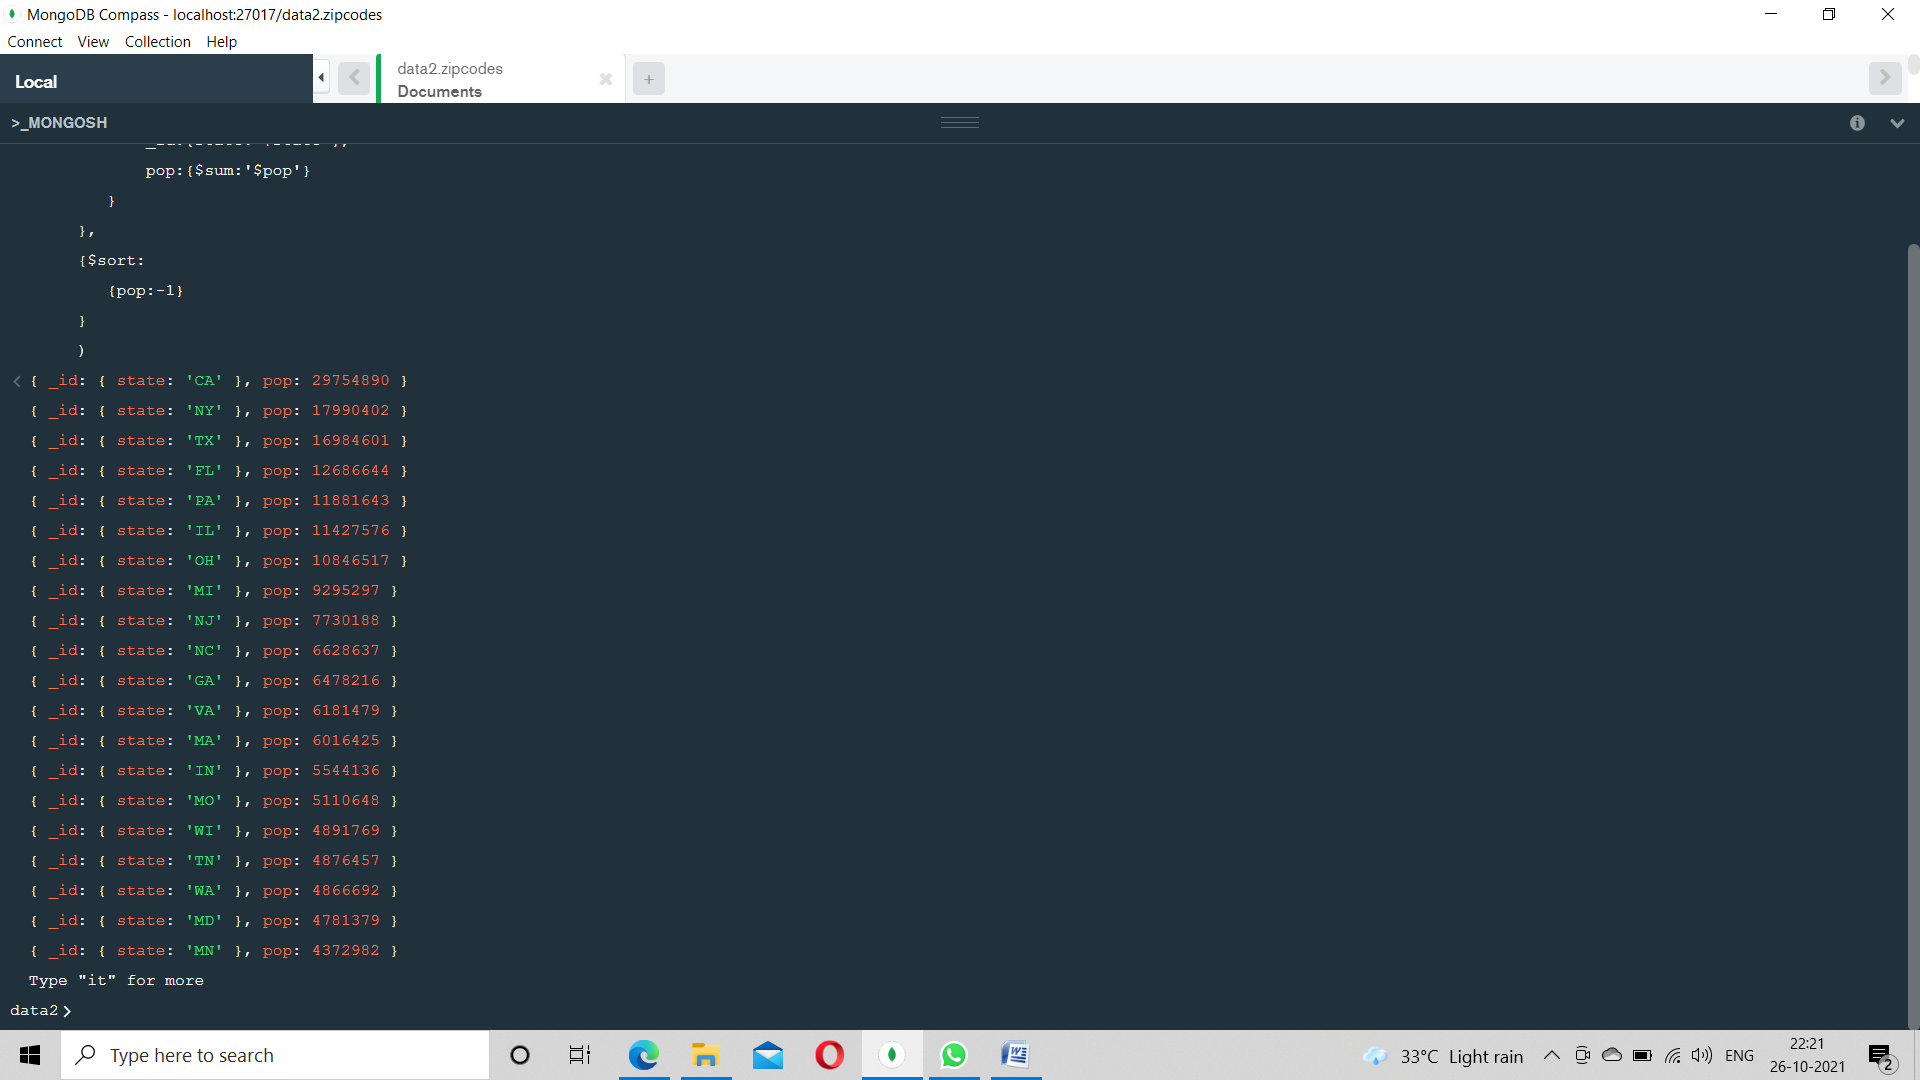 MongoDB Compass - localhost:27017/data2.zipcodes
Connect View Collection Help
Local
data2.zipcodes
Documents
>_MONGOSH
pop:{$sum:'$pop'}
}
},
{$sort:
{pop:-1}
}
)
{ _id: { state: 'CA' }, pop: 29754890 }
{ _id: { state: 'NY' }, pop: 17990402 }
{ _id: { state: 'TX' }, pop: 16984601 }
{ _id: { state: 'FL' }, pop: 12686644 }
{ _id: { state: 'PA' }, pop: 11881643 }
{ _id: { state: 'IL' }, pop: 11427576 }
{ _id: { state: 'OH' }, pop: 10846517 }
{ _id: { state: 'MI' }, pop: 9295297 }
{ _id: { state: 'NJ' }, pop: 7730188 }
{ _id: { state: 'NC' }, pop: 6628637 }
{ _id: { state: 'GA' }, pop: 6478216 }
{ _id: { state: 'VA' }, pop: 6181479 }
{ _id: { state: 'MA' }, pop: 6016425 }
{ _id: { state: 'IN' }, pop: 5544136 }
{ _id: { state: 'MO' }, pop: 5110648 }
{ _id: { state: 'WI' }, pop: 4891769 }
{ _id: { state: 'TN' }, pop: 4876457 }
{ _id: { state: 'WA' }, pop: 4866692 }
{ _id: { state: 'MD' }, pop: 4781379 }
{ _id: { state: 'MN' }, pop: 4372982 }
Type "it" for more
data2>
Type here to search
33°C Light rain
ENG
22:21
26-10-2021
2